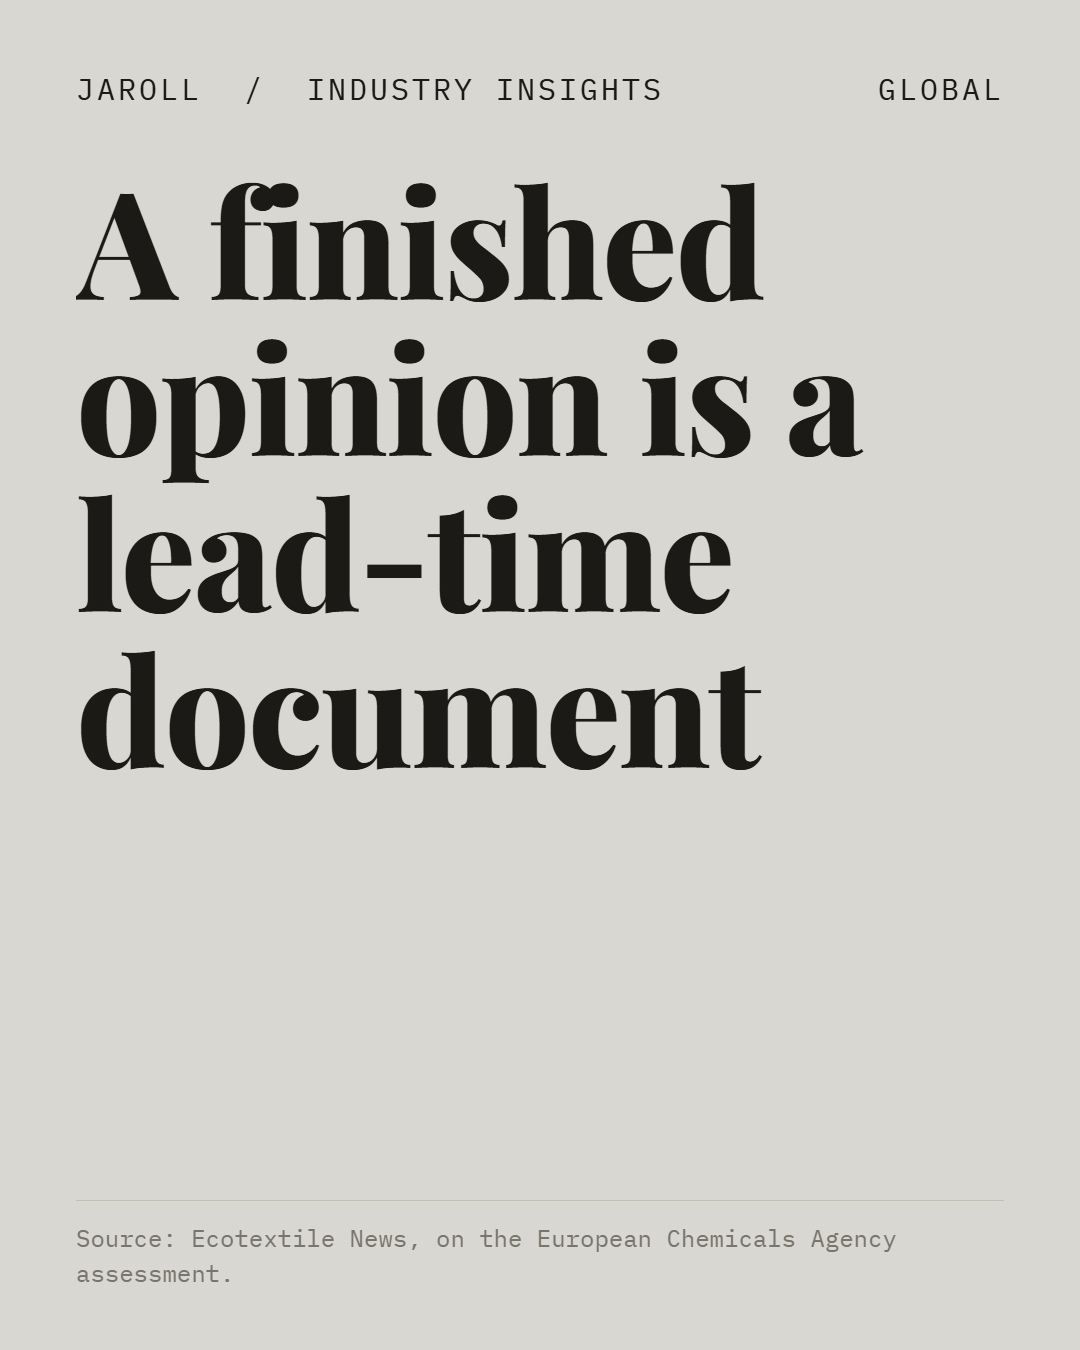 JAROLL / INDUSTRY INSIGHTS GLOBAL
A finished
opinion is a
lead-time
document
Source: Ecotextile News, on the European Chemicals Agency
assessment.